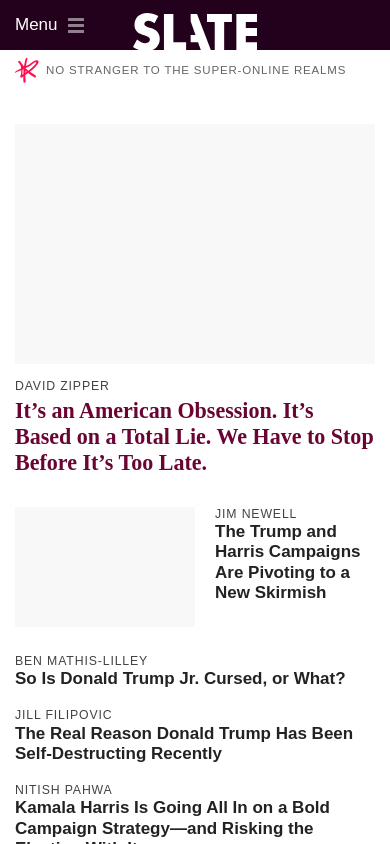 Menu
SLATE
NO STRANGER TO THE SUPER-ONLINE REALMS
DAVID ZIPPER
It’s an American Obsession. It’s
Based on a Total Lie. We Have to Stop
Before It’s Too Late.
JIM NEWELL
The Trump and
Harris Campaigns
Are Pivoting to a
New Skirmish
BEN MATHIS-LILLEY
So Is Donald Trump Jr. Cursed, or What?
JILL FILIPOVIC
The Real Reason Donald Trump Has Been
Self-Destructing Recently
NITISH PAHWA
Kamala Harris Is Going All In on a Bold
Campaign Strategy—and Risking the
Election With It